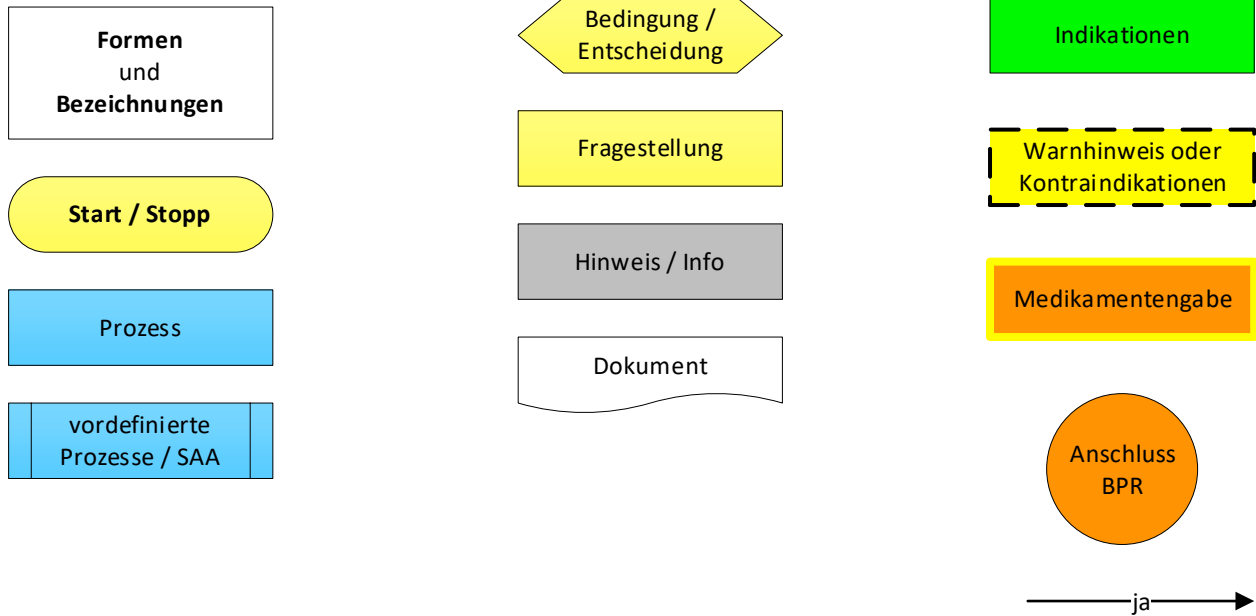 Formen
und
Bezeichnungen
Start / Stopp
Prozess
vordefinierte
Prozesse / SAA
Bedingung /
Entscheidung
Fragestellung
Hinweis / Info
Dokument
Indikationen
Warnhinweis oder
Kontraindikationen
Medikamentengabe
Anschluss
BPR
ja